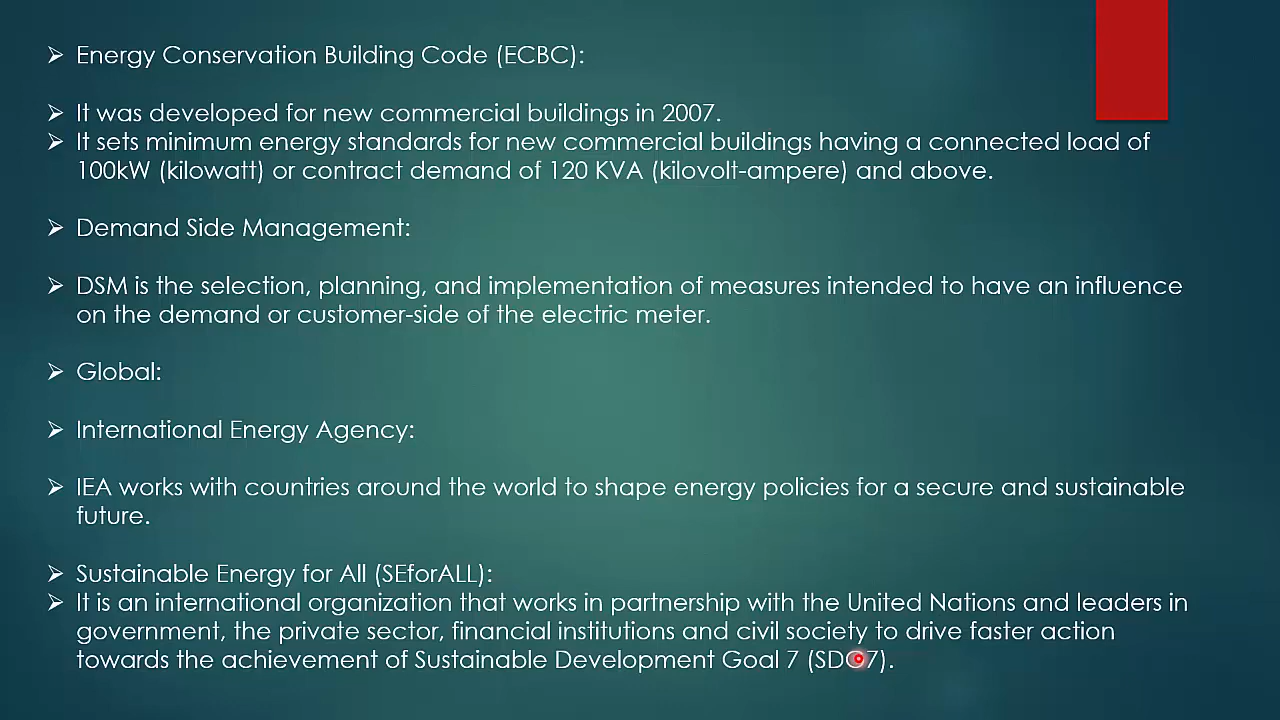 ➢ Energy Conservation Building Code (ECBC):
➢ It was developed for new commercial buildings in 2007.
➢ It sets minimum energy standards for new commercial buildings having a connected load of
100kW (kilowatt) or contract demand of 120 KVA (kilovolt-ampere) and above.
➢ Demand Side Management:
➢ DSM is the selection, planning, and implementation of measures intended to have an influence
on the demand or customer-side of the electric meter.
➢ Global:
➢ International Energy Agency:
➢ IEA works with countries around the world to shape energy policies for a secure and sustainable
future.
➢ Sustainable Energy for All (SEforALL):
➢ It is an international organization that works in partnership with the United Nations and leaders in
government, the private sector, financial institutions and civil society to drive faster action
towards the achievement of Sustainable Development Goal 7 (SDG7).